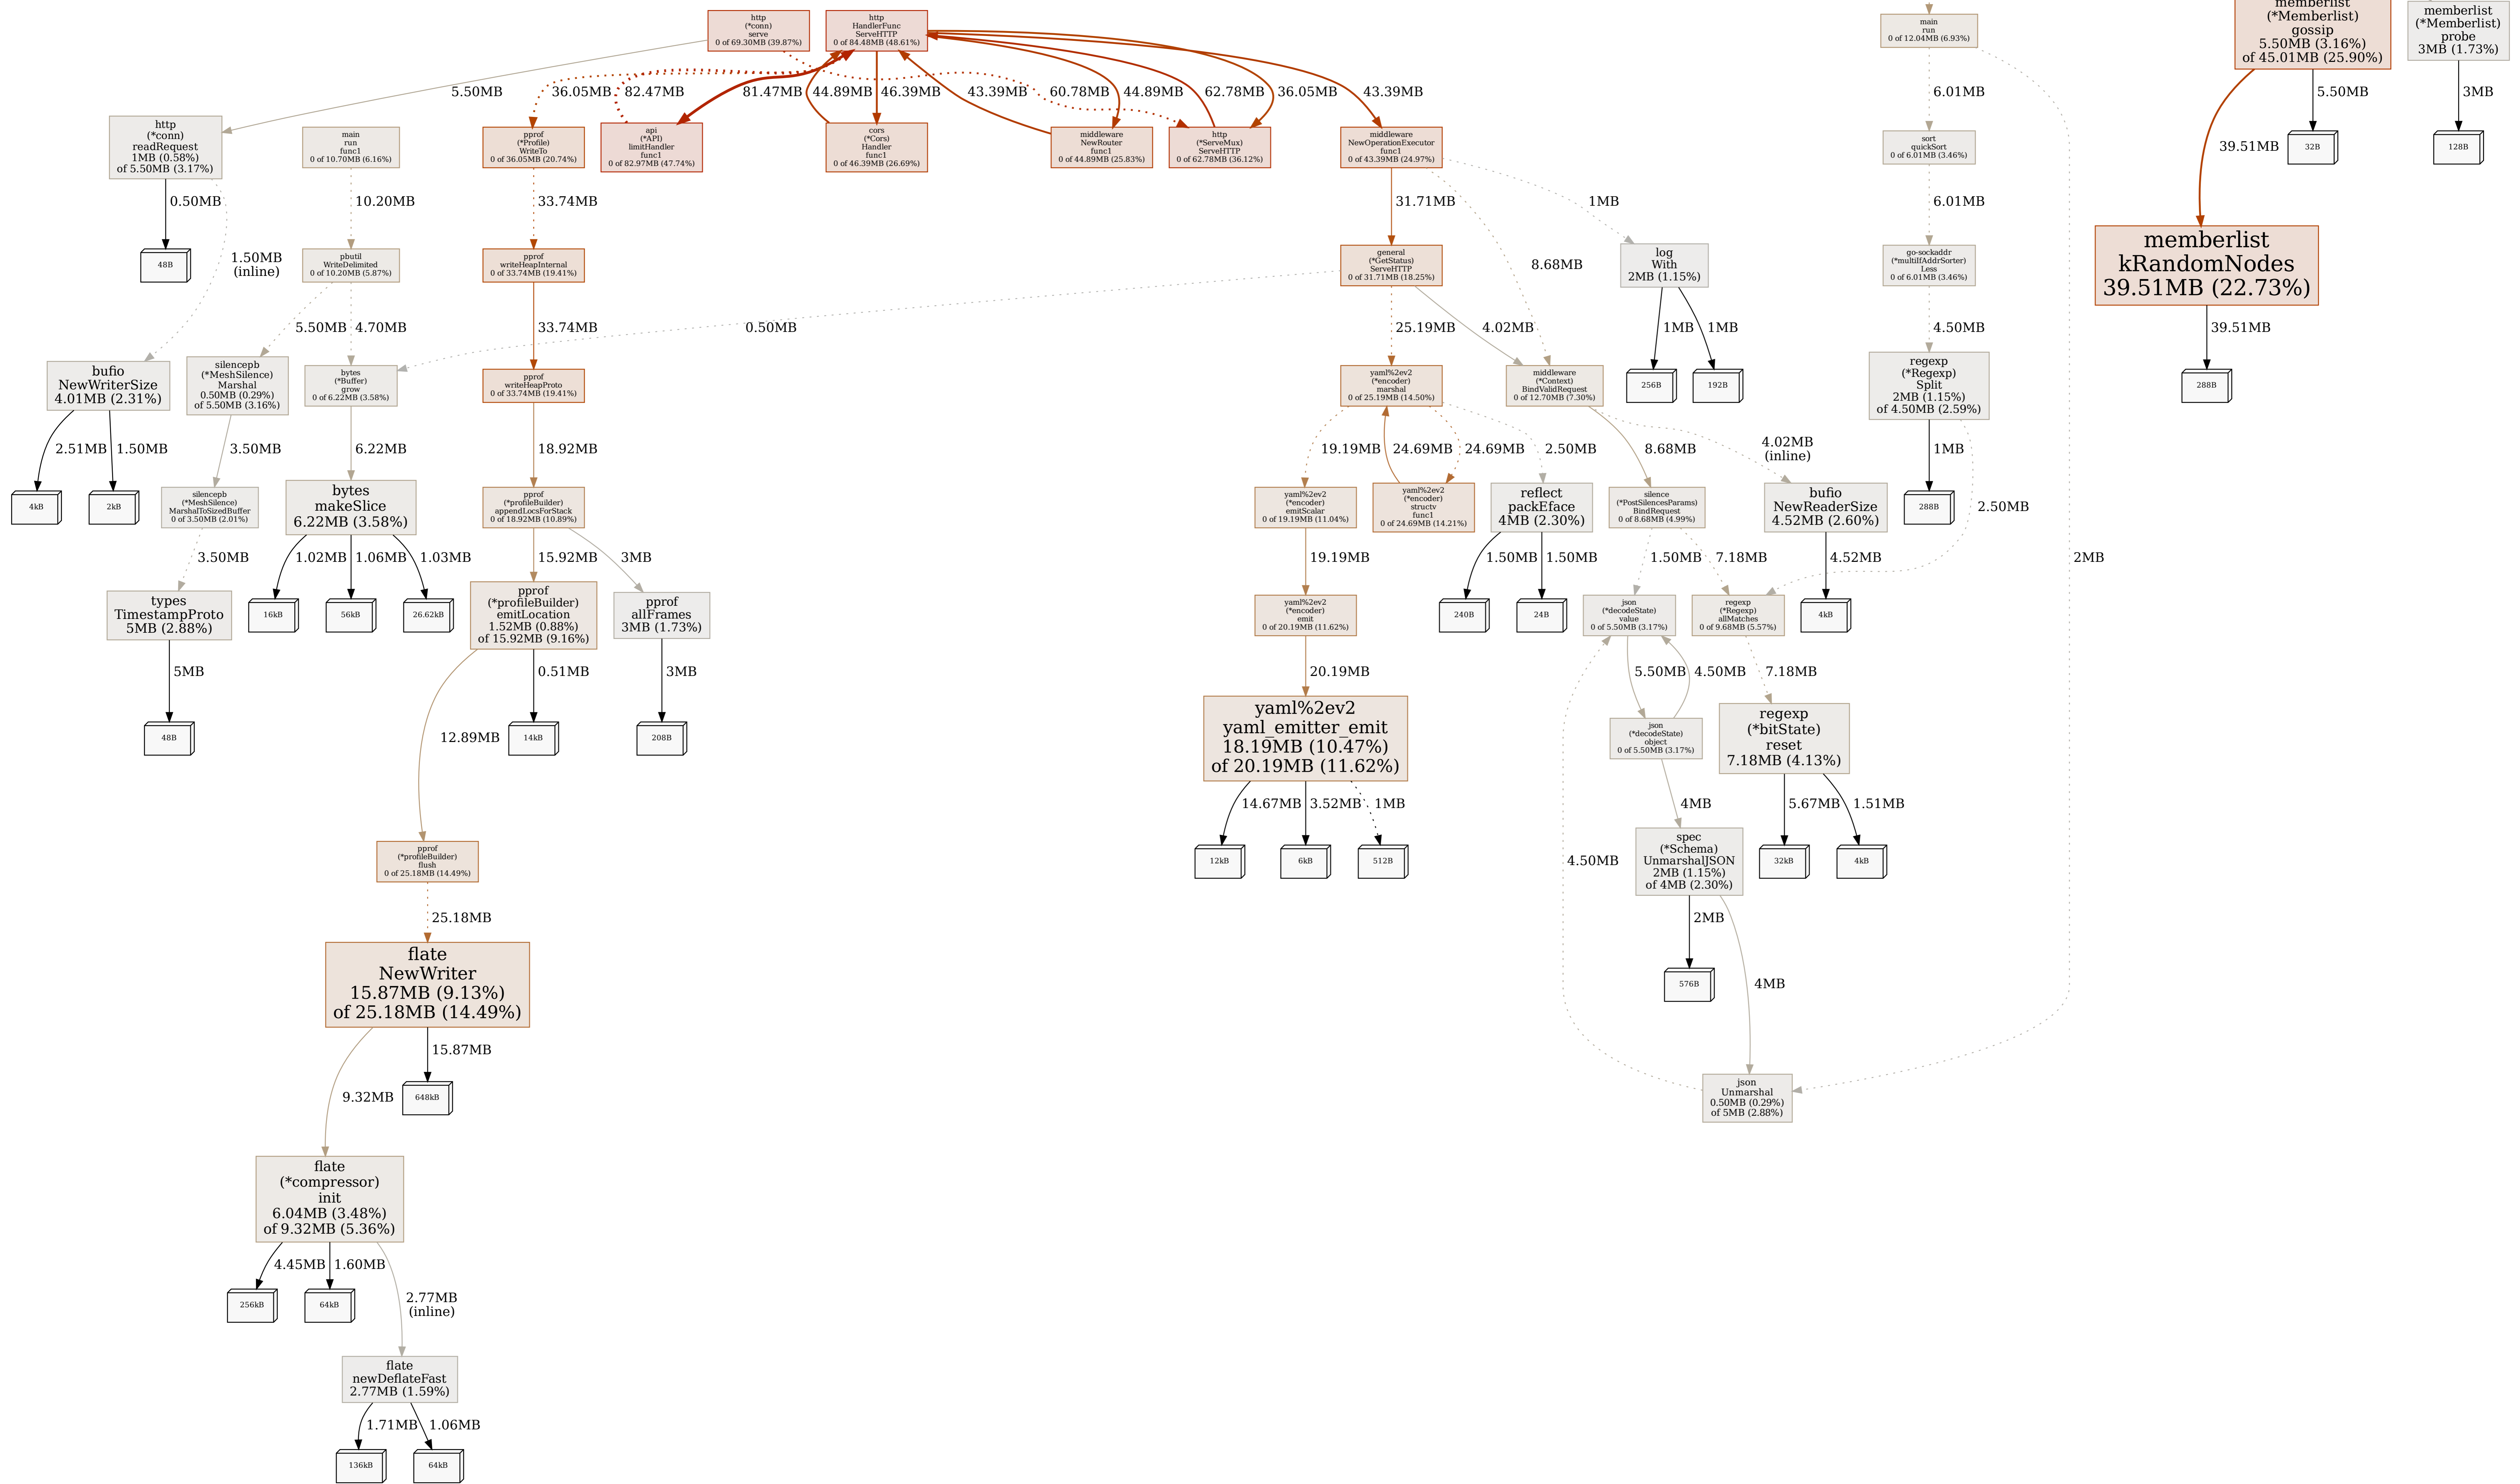 http
(*conn)
serve
0 of 69.30MB (39.87%)
http
HandlerFunc
ServeHTTP
0 of 84.48MB (48.61%)
main
run
0 of 12.04MB (6.93%)
memberlist
(*Memberlist)
gossip
5.50MB (3.16%)
of 45.01MB (25.90%)
memberlist
(*Memberlist)
probe
3MB (1.73%)
5.50MB
36.05MB
82.47MB
81.47MB
44.89MB
46.39MB
43.39MB
60.78MB
44.89MB
62.78MB
36.05MB
43.39MB
6.01MB
5.50MB
3MB
http
(*conn)
readRequest
1MB (0.58%)
of 5.50MB (3.17%)
main
run
func1
0 of 10.70MB (6.16%)
pprof
(*Profile)
WriteTo
0 of 36.05MB (20.74%)
api
(*API)
limitHandler
func1
0 of 82.97MB (47.74%)
cors
(*Cors)
Handler
func1
0 of 46.39MB (26.69%)
middleware
NewRouter
func1
0 of 44.89MB (25.83%)
http
(*ServeMux)
ServeHTTP
0 of 62.78MB (36.12%)
middleware
NewOperationExecutor
func1
0 of 43.39MB (24.97%)
sort
quickSort
0 of 6.01MB (3.46%)
39.51MB
32B
128B
0.50MB
10.20MB
33.74MB
31.71MB
1MB
6.01MB
48B
1.50MB
(inline)
pbutil
WriteDelimited
0 of 10.20MB (5.87%)
pprof
writeHeapInternal
0 of 33.74MB (19.41%)
general
(*GetStatus)
ServeHTTP
0 of 31.71MB (18.25%)
8.68MB
log
With
2MB (1.15%)
go-sockaddr
(*multiIfAddrSorter)
Less
0 of 6.01MB (3.46%)
memberlist
kRandomNodes
39.51MB (22.73%)
5.50MB
4.70MB
33.74MB
0.50MB
25.19MB
4.02MB
1MB
1MB
4.50MB
39.51MB
bufio
NewWriterSize
4.01MB (2.31%)
silencepb
(*MeshSilence)
Marshal
0.50MB (0.29%)
of 5.50MB (3.16%)
bytes
(*Buffer)
grow
0 of 6.22MB (3.58%)
pprof
writeHeapProto
0 of 33.74MB (19.41%)
yaml%2ev2
(*encoder)
marshal
0 of 25.19MB (14.50%)
middleware
(*Context)
BindValidRequest
0 of 12.70MB (7.30%)
256B
192B
regexp
(*Regexp)
Split
2MB (1.15%)
of 4.50MB (2.59%)
288B
2.51MB
1.50MB
3.50MB
6.22MB
18.92MB
19.19MB
24.69MB
24.69MB
2.50MB
8.68MB
4.02MB
(inline)
1MB
4kB
2kB
silencepb
(*MeshSilence)
MarshalToSizedBuffer
0 of 3.50MB (2.01%)
bytes
makeSlice
6.22MB (3.58%)
pprof
(*profileBuilder)
appendLocsForStack
0 of 18.92MB (10.89%)
yaml%2ev2
(*encoder)
emitScalar
0 of 19.19MB (11.04%)
yaml%2ev2
(*encoder)
structv
func1
0 of 24.69MB (14.21%)
reflect
packEface
4MB (2.30%)
silence
(*PostSilencesParams)
BindRequest
0 of 8.68MB (4.99%)
bufio
NewReaderSize
4.52MB (2.60%)
288B
2.50MB
3.50MB
1.02MB
1.06MB
1.03MB
15.92MB
3MB
19.19MB
1.50MB
1.50MB
1.50MB
7.18MB
4.52MB
2MB
types
TimestampProto
5MB (2.88%)
16kB
56kB
26.62kB
pprof
(*profileBuilder)
emitLocation
1.52MB (0.88%)
of 15.92MB (9.16%)
pprof
allFrames
3MB (1.73%)
yaml%2ev2
(*encoder)
emit
0 of 20.19MB (11.62%)
240B
24B
json
(*decodeState)
value
0 of 5.50MB (3.17%)
regexp
(*Regexp)
allMatches
0 of 9.68MB (5.57%)
4kB
5MB
0.51MB
3MB
20.19MB
5.50MB
4.50MB
7.18MB
48B
12.89MB
14kB
208B
yaml%2ev2
yaml_emitter_emit
18.19MB (10.47%)
of 20.19MB (11.62%)
json
(*decodeState)
object
0 of 5.50MB (3.17%)
regexp
(*bitState)
reset
7.18MB (4.13%)
14.67MB
3.52MB
1MB
4MB
5.67MB
1.51MB
pprof
(*profileBuilder)
flush
0 of 25.18MB (14.49%)
12kB
6kB
512B
4.50MB
spec
(*Schema)
UnmarshalJSON
2MB (1.15%)
of 4MB (2.30%)
32kB
4kB
25.18MB
2MB
flate
NewWriter
15.87MB (9.13%)
of 25.18MB (14.49%)
576B
4MB
15.87MB
9.32MB
648kB
json
Unmarshal
0.50MB (0.29%)
of 5MB (2.88%)
flate
(*compressor)
init
6.04MB (3.48%)
of 9.32MB (5.36%)
4.45MB
1.60MB
256kB
64kB
2.77MB
(inline)
flate
newDeflateFast
2.77MB (1.59%)
1.71MB
1.06MB
136kB
64kB